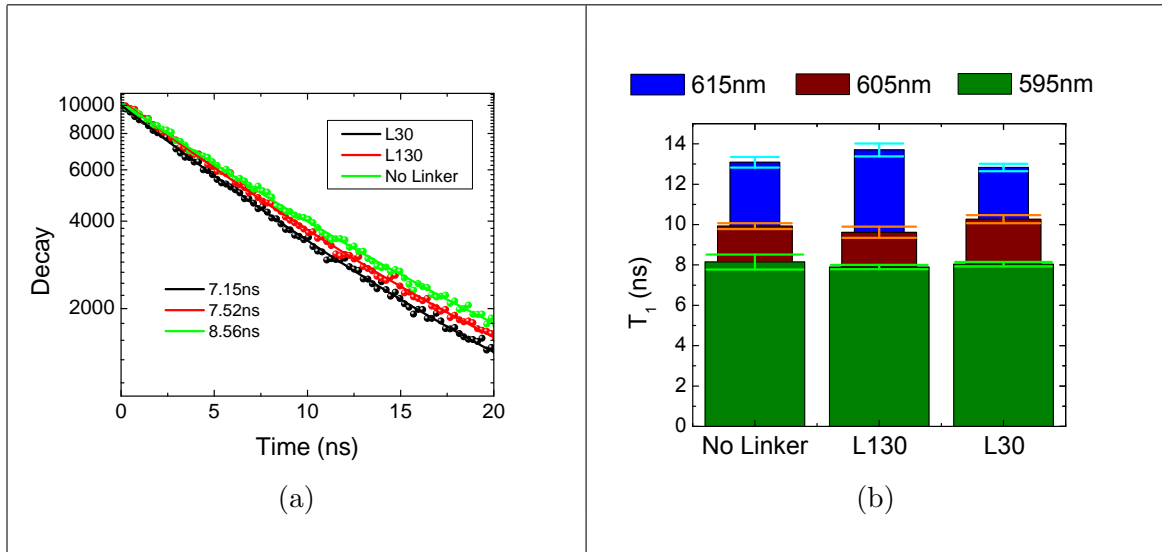 10000
8000
6000
4000
2000
Decay
L30
L130
No Linker
7.15ns
7.52ns
8.56ns
0 5 10 15 20
Time (ns)
(a)
615nm 605nm 595nm
14
12
10
8
6
4
2
0
T1 (ns)
No Linker L130 L30
(b)